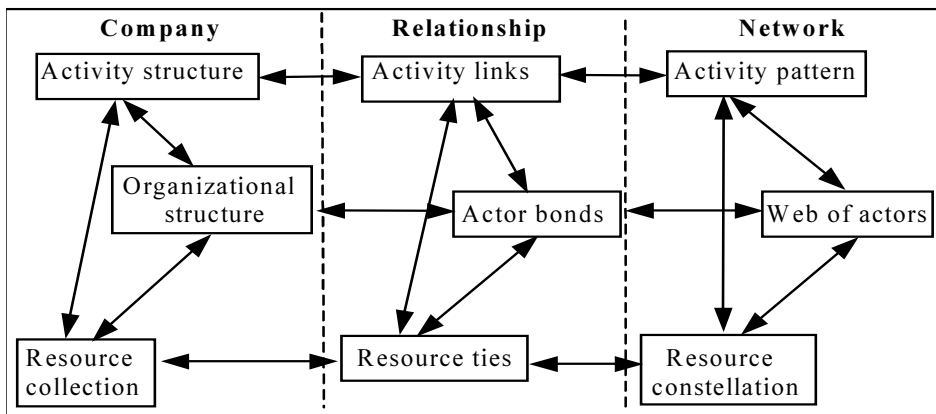 Company
Relationship
Network
Activity structure
Activity links
Activity pattern
Organizational
structure
Actor bonds
Web of actors
Resource
collection
Resource ties
Resource
constellation